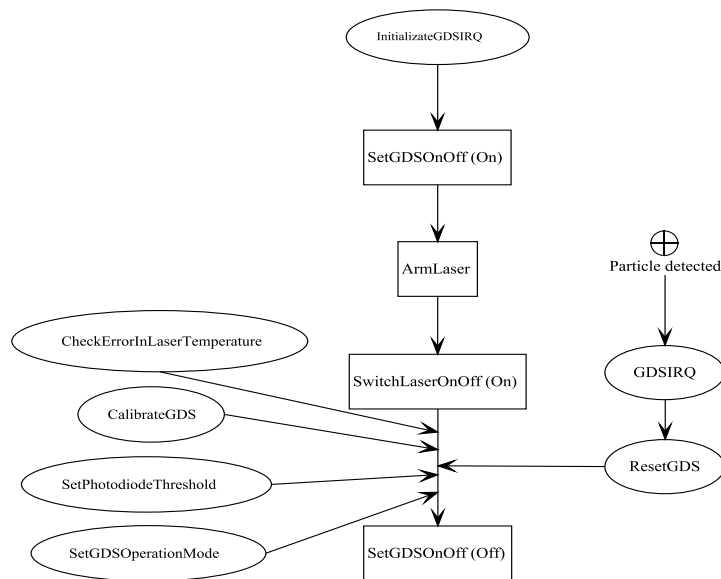 InitializateGDSIRQ
SetGDSOnOff (On)
ArmLaser
Particle detected
CheckErrorInLaserTemperature
SwitchLaserOnOff (On)
GDSIRQ
CalibrateGDS
ResetGDS
SetPhotodiodeThreshold
SetGDSOperationMode
SetGDSOnOff (Off)